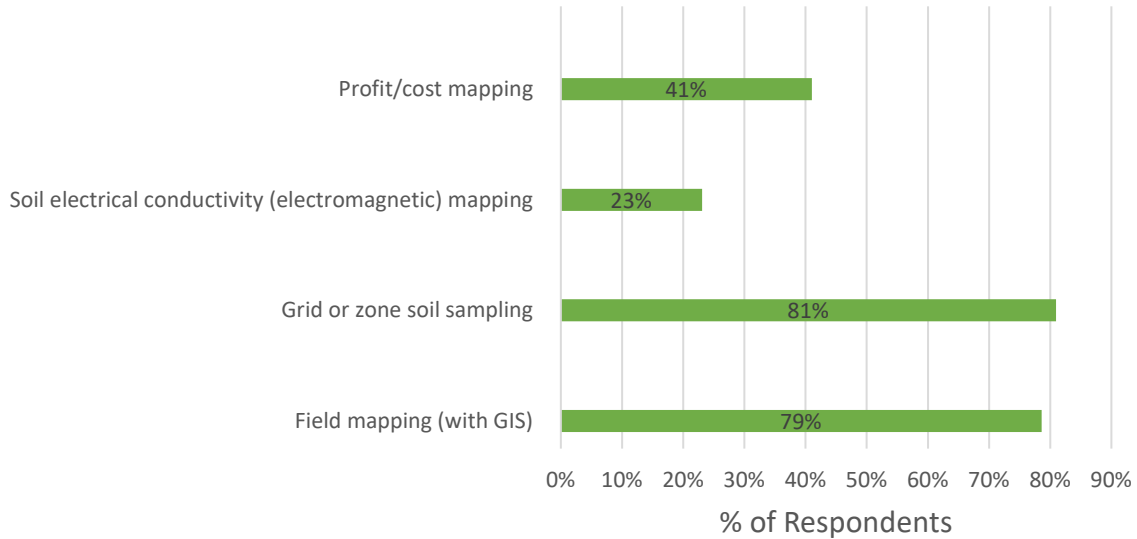 Profit/cost mapping
41%
Soil electrical conductivity (electromagnetic) mapping
23%
Grid or zone soil sampling
81%
Field mapping (with GIS)
79%
0% 10% 20% 30% 40% 50% 60% 70% 80% 90%
% of Respondents